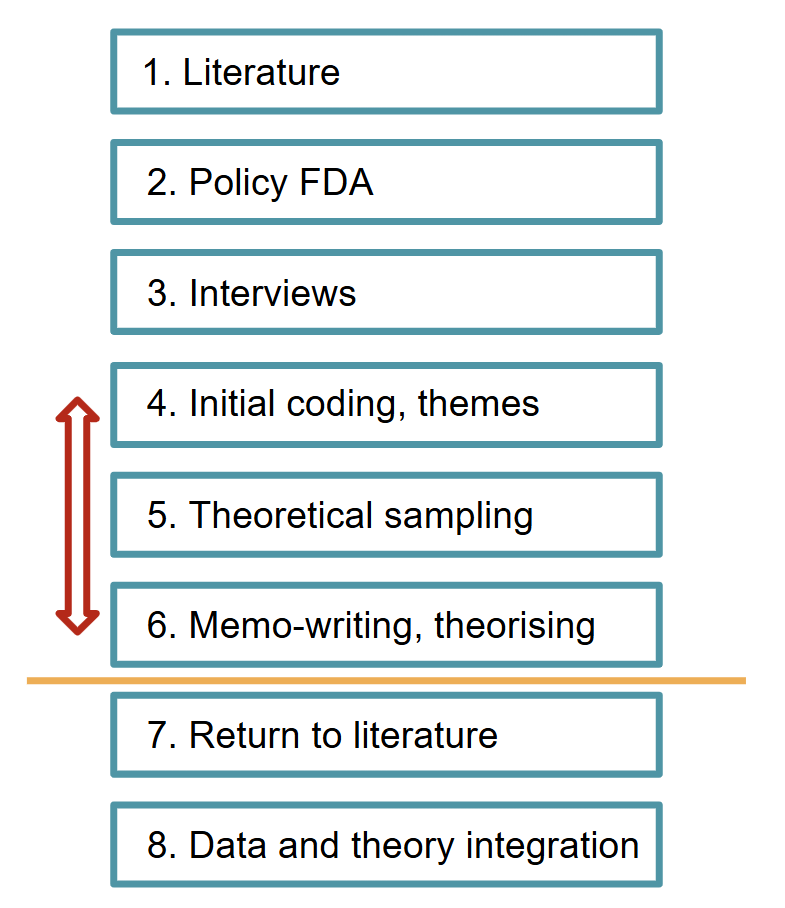 1. Literature
2. Policy FDA
3. Interviews
4. Initial coding, themes
5. Theoretical sampling
6. Memo-writing, theorising
7. Return to literature
8. Data and theory integration